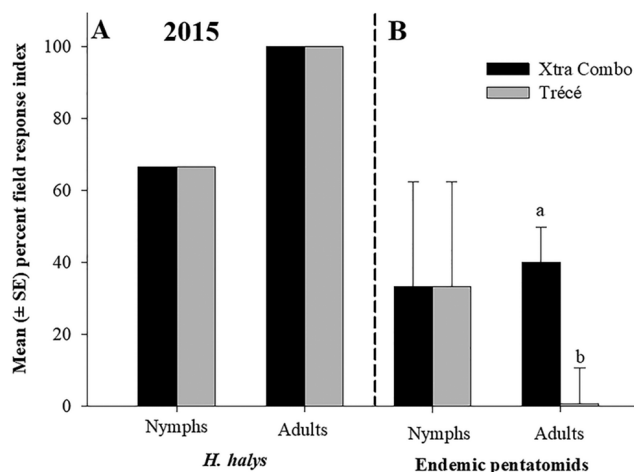 A 2015 B
Xtra Combo
Trécé
Mean (± SE) percent field response index
100
80
60
40
20
0
a
b
Nymphs Adults Nymphs Adults
H. halys Endemic pentatomids